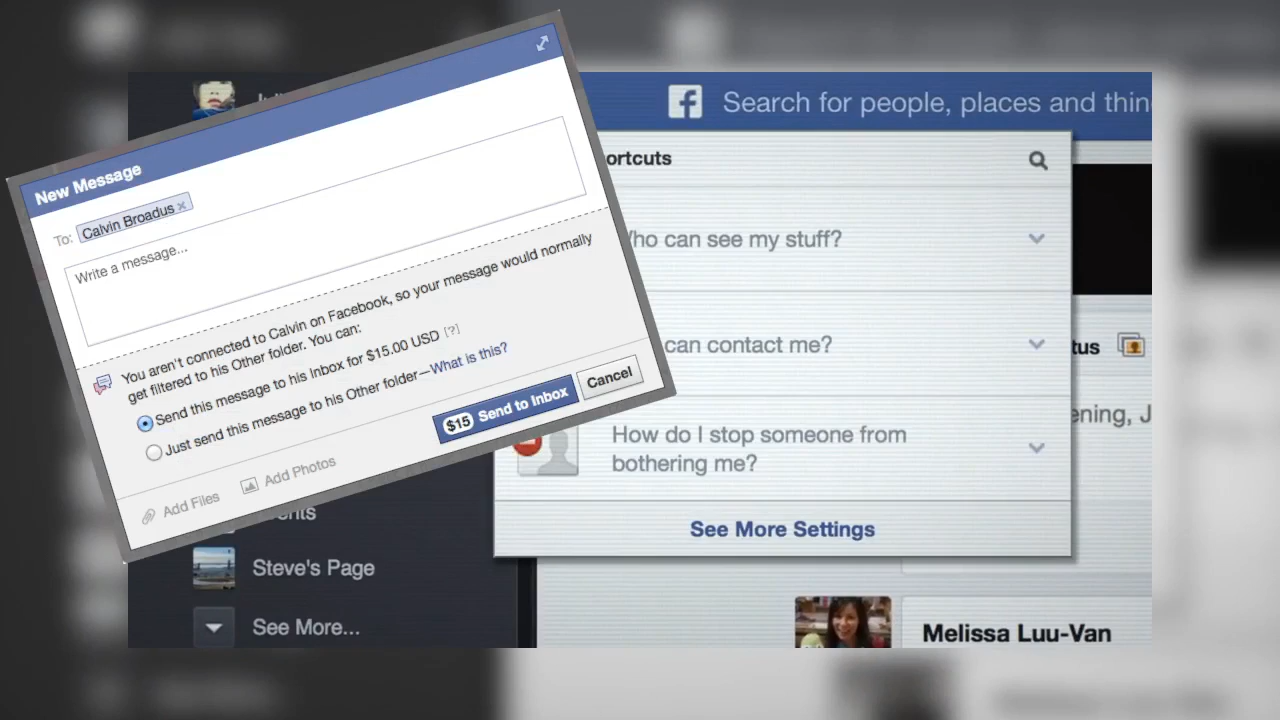 New Message
To: Calvin Broadus x
Write a message...
You aren't connected to Calvin on Facebook, so your message would normally
get filtered to his Other folder. You can:
Send this message to his Inbox for $15.00 USD [?]
Just send this message to his Other folder—What is this?
$15 Send to Inbox
Cancel
Add Files
Add Photos
f
Search for people, places and thin
ortcuts
Who can see my stuff?
can contact me?
How do I stop someone from
bothering me?
See More Settings
tus
ening, J
Steve's Page
See More...
Melissa Luu-Van